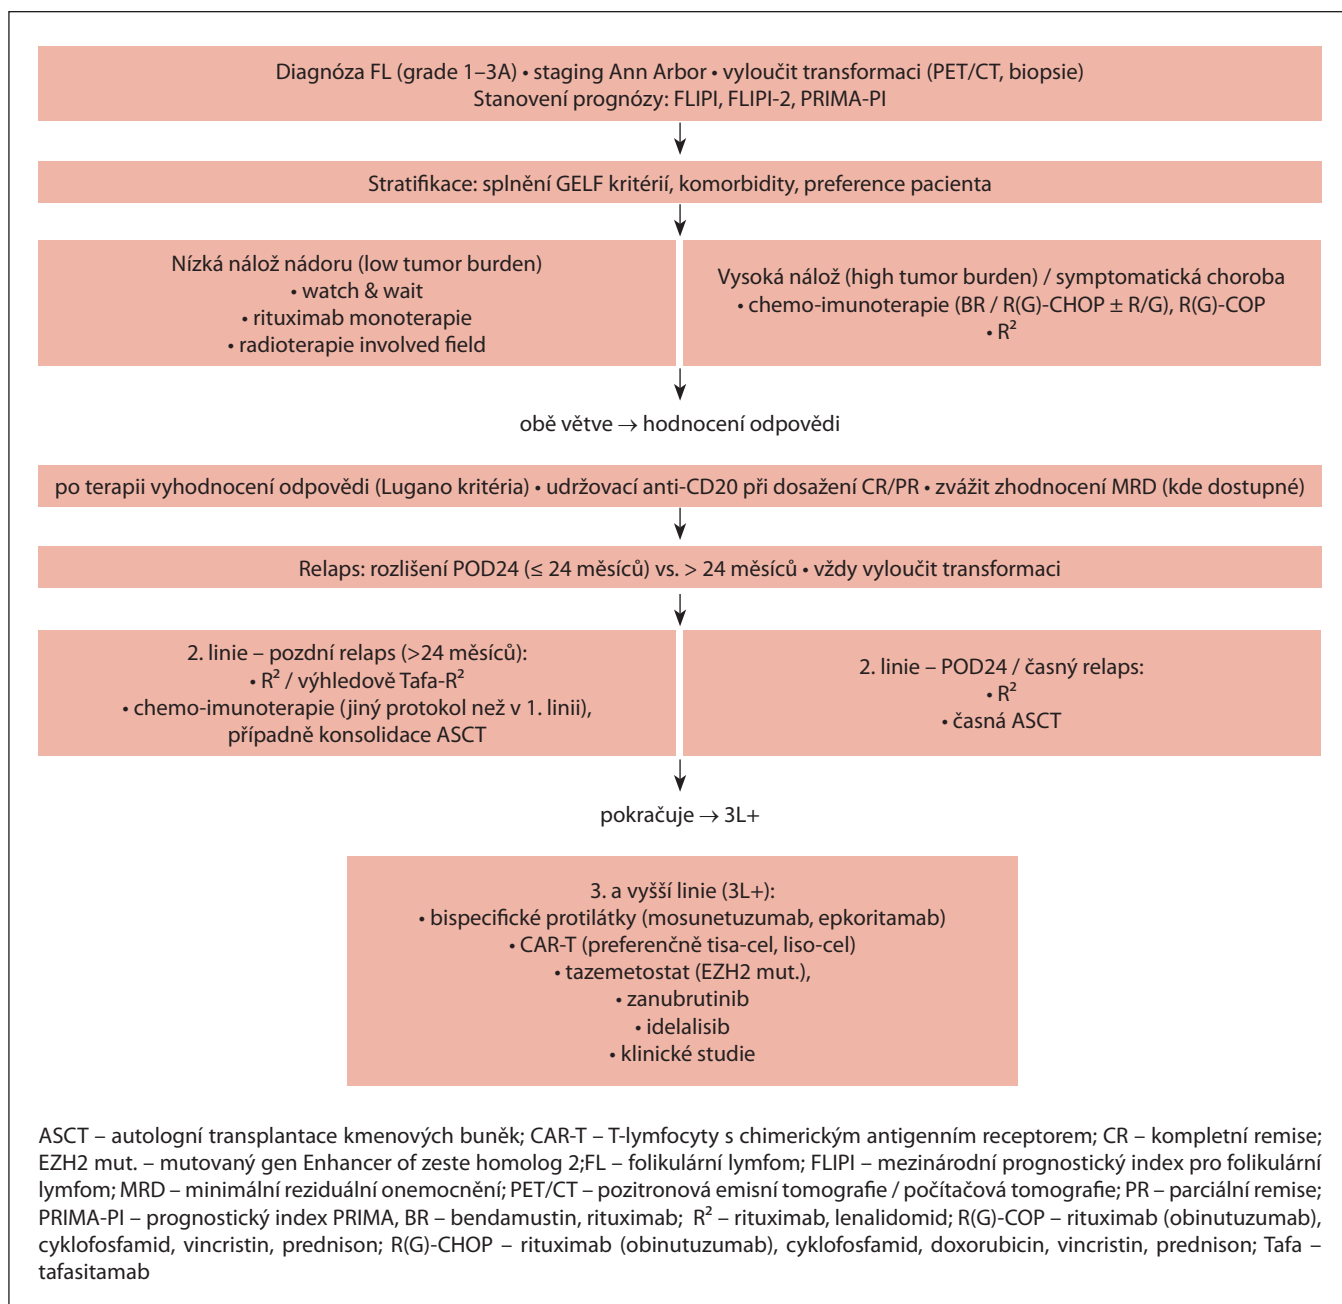 Diagnóza FL (grade 1–3A) • staging Ann Arbor • vyloučit transformaci (PET/CT, biopsie)
Stanovení prognózy: FLIPI, FLIPI-2, PRIMA-PI
Stratifikace: splnění GELF kritérií, komorbidity, preference pacienta
Nízká nálož nádoru (low tumor burden)
• watch & wait
• rituximab monoterapie
• radioterapie involved field
Vysoká nálož (high tumor burden) / symptomatická choroba
• chemo-imunoterapie (BR / R(G)-CHOP ± R/G), R(G)-COP
• R²
obě větve → hodnocení odpovědi
po terapii vyhodnocení odpovědi (Lugano kritéria) • udržovací anti-CD20 při dosažení CR/PR • zvážit zhodnocení MRD (kde dostupné)
Relaps: rozlišení POD24 (≤ 24 měsíců) vs. > 24 měsíců • vždy vyloučit transformaci
2. linie – pozdní relaps (>24 měsíců):
• R² / výhledově Tafa-R²
• chemo-imunoterapie (jiný protokol než v 1. linii),
případně konsolidace ASCT
2. linie – POD24 / časný relaps:
• R²
• časná ASCT
pokračuje → 3L+
3. a vyšší linie (3L+):
• bispecifické protilátky (mosunetuzumab, epkoritamab)
• CAR-T (preferenčně tisa-cel, liso-cel)
• tazemetostat (EZH2 mut.),
• zanubrutinib
• idelalisib
• klinické studie
ASCT – autologní transplantace kmenových buněk; CAR-T – T-lymfocyty s chimerickým antigenním receptorem; CR – kompletní remise;
EZH2 mut. – mutovaný gen Enhancer of zeste homolog 2;FL – folikulární lymfom; FLIPI – mezinárodní prognostický index pro folikulární
lymfom; MRD – minimální reziduální onemocnění; PET/CT – pozitronová emisní tomografie / počítačová tomografie; PR – parciální remise;
PRIMA-PI – prognostický index PRIMA, BR – bendamustin, rituximab; R² – rituximab, lenalidomid; R(G)-COP – rituximab (obinutuzumab),
cyklofosfamid, vincristin, prednison; R(G)-CHOP – rituximab (obinutuzumab), cyklofosfamid, doxorubicin, vincristin, prednison; Tafa –
tafasitamab